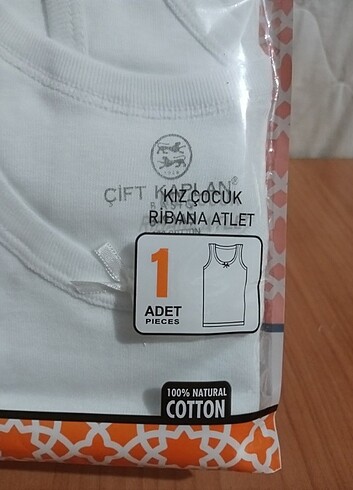 ÇİFT KAPLAN®
KIZ ÇOCUK
RİBANA ATLET
1
ADET
PIECES
100% NATURAL
COTTON